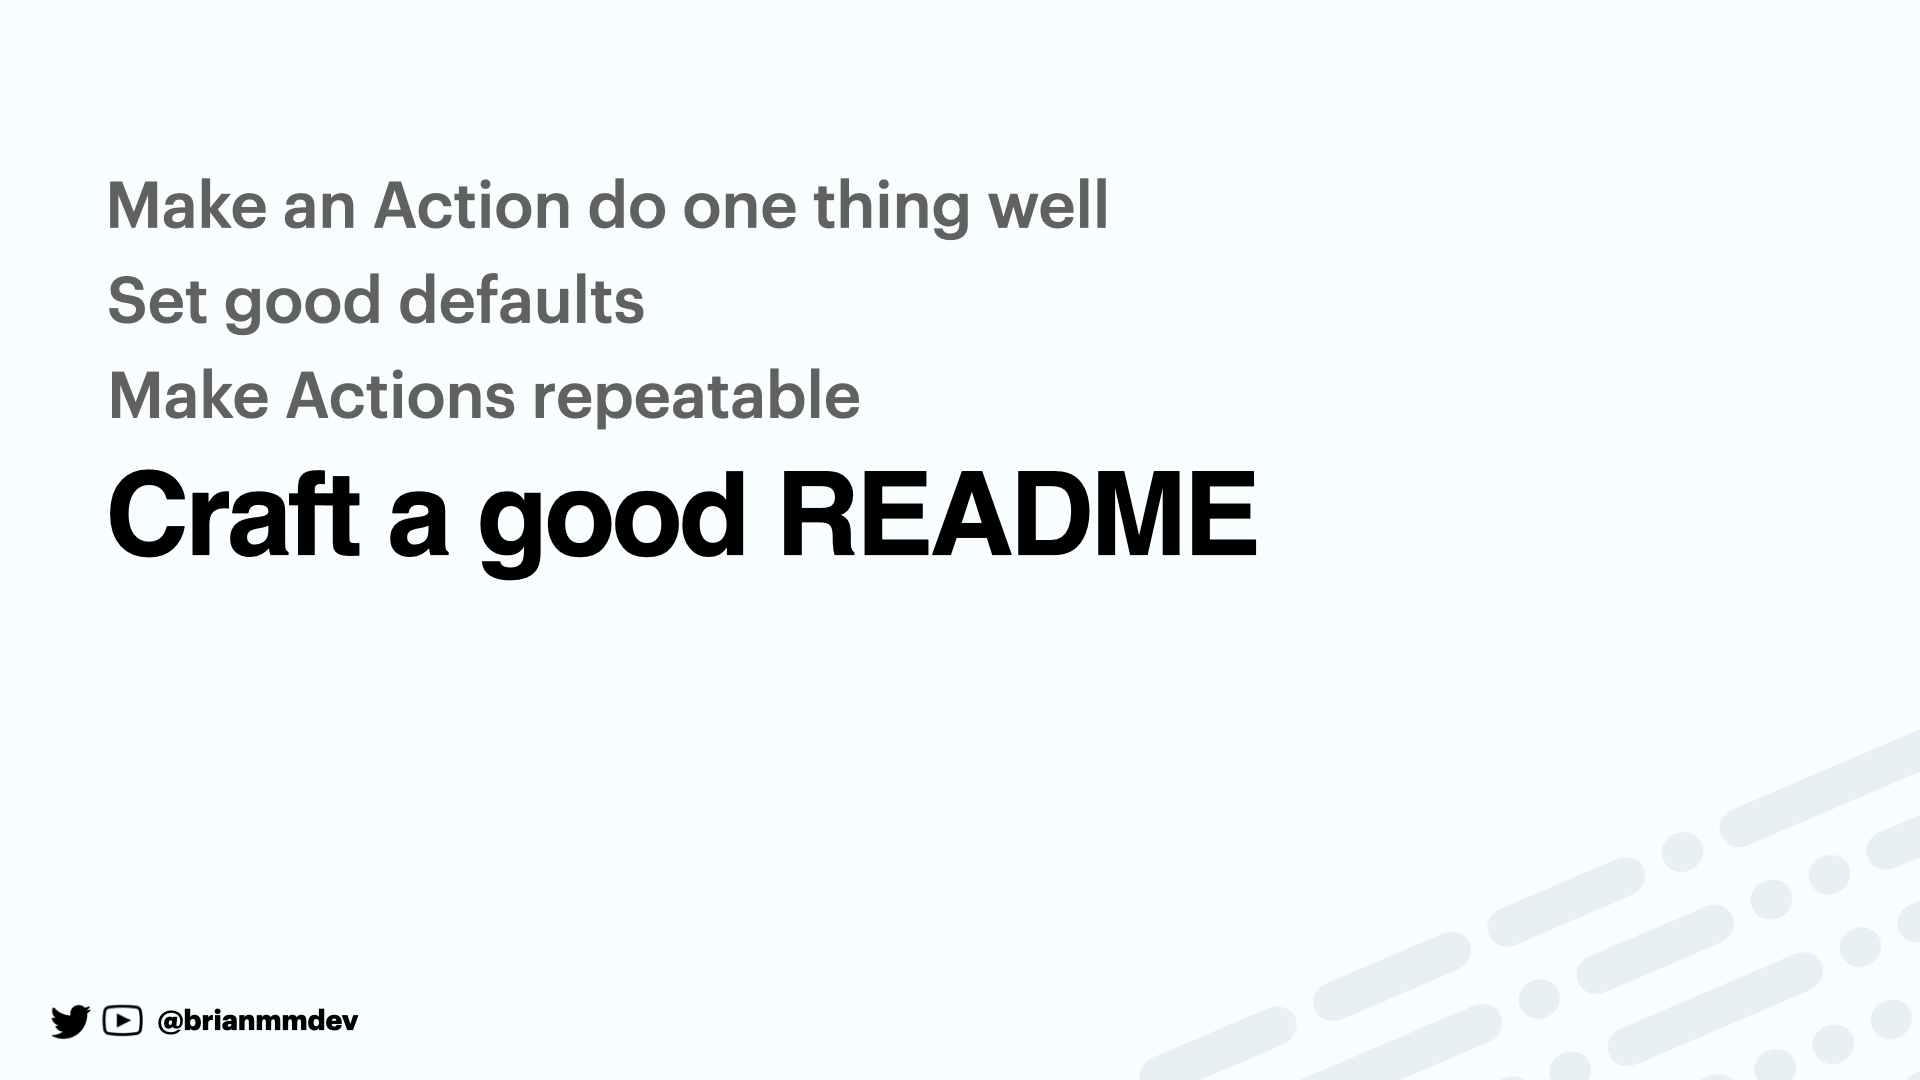 Make an Action do one thing well
Set good defaults
Make Actions repeatable
Craft a good README
@brianmmdev